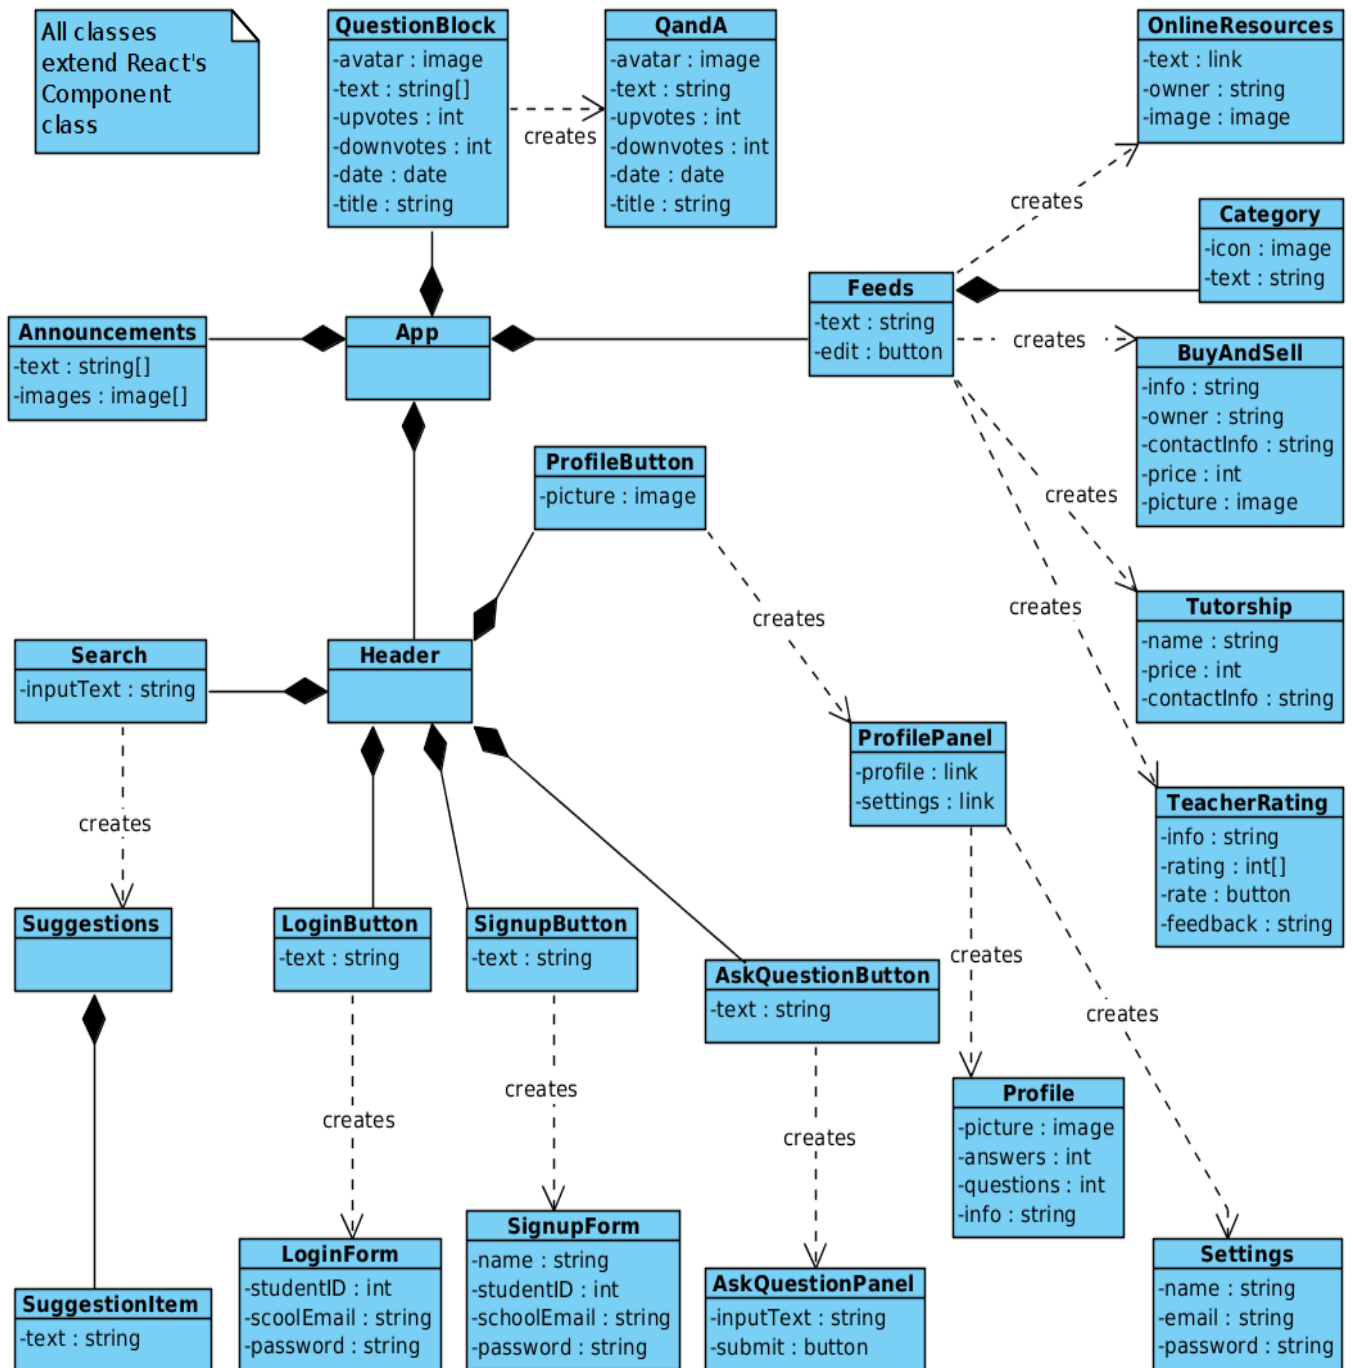 All classes
extend React's
Component
class
QuestionBlock
-avatar : image
-text : string[]
-upvotes : int
-downvotes : int
-date : date
-title : string
creates
QandA
-avatar : image
-text : string
-upvotes : int
-downvotes : int
-date : date
-title : string
OnlineResources
-text : link
-owner : string
-image : image
creates
Category
-icon : image
-text : string
Feeds
-text : string
-edit : button
Announcements
-text : string[]
-images : image[]
App
creates
BuyAndSell
-info : string
-owner : string
-contactInfo : string
-price : int
-picture : image
ProfileButton
-picture : image
creates
creates
creates
Tutorship
-name : string
-price : int
-contactInfo : string
Search
-inputText : string
Header
ProfilePanel
-profile : link
-settings : link
TeacherRating
-info : string
-rating : int[]
-rate : button
-feedback : string
creates
Suggestions
LoginButton
-text : string
SignupButton
-text : string
AskQuestionButton
-text : string
creates
creates
creates
creates
creates
Profile
-picture : image
-answers : int
-questions : int
-info : string
SuggestionItem
-text : string
LoginForm
-studentID : int
-scoolEmail : string
-password : string
SignupForm
-name : string
-studentID : int
-schoolEmail : string
-password : string
AskQuestionPanel
-inputText : string
-submit : button
Settings
-name : string
-email : string
-password : string